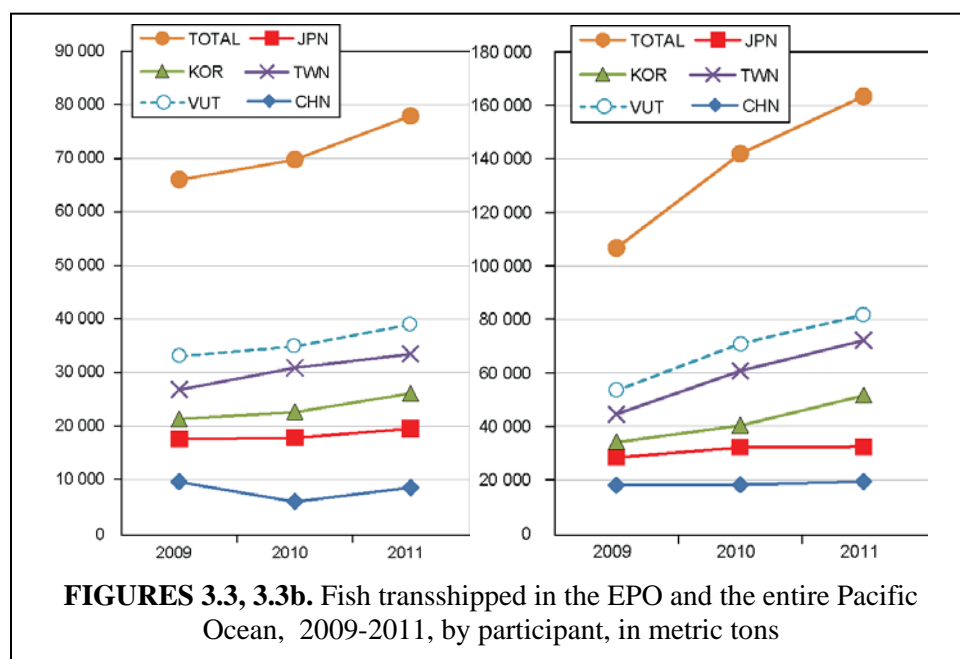 90 000
80 000
70 000
60 000
50 000
40 000
30 000
20 000
10 000
0
TOTAL JPN
KOR TWN
VUT CHN
2009 2010 2011
180 000
160 000
140 000
120 000
100 000
80 000
60 000
40 000
20 000
0
TOTAL JPN
KOR TWN
VUT CHN
2009 2010 2011
FIGURES 3.3, 3.3b. Fish transshipped in the EPO and the entire Pacific
Ocean, 2009-2011, by participant, in metric tons